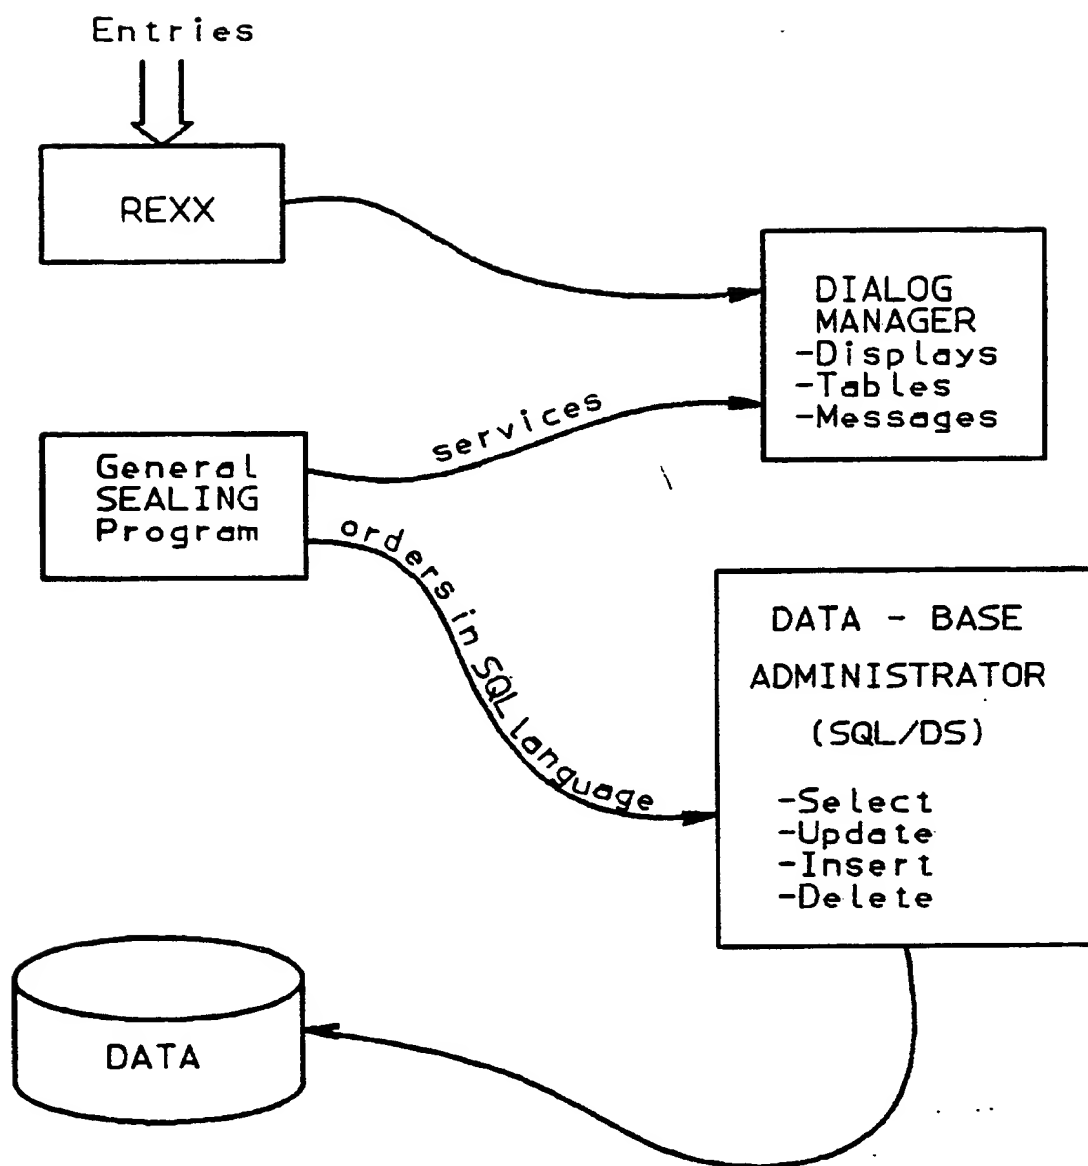 Entries
REXX
DIALOG
MANAGER
-Displays
-Tables
-Messages
services
General
SEALING
Program
orders in SQL language
DATA - BASE
ADMINISTRATOR
(SQL/DS)
-Select
-Update
-Insert
-Delete
DATA